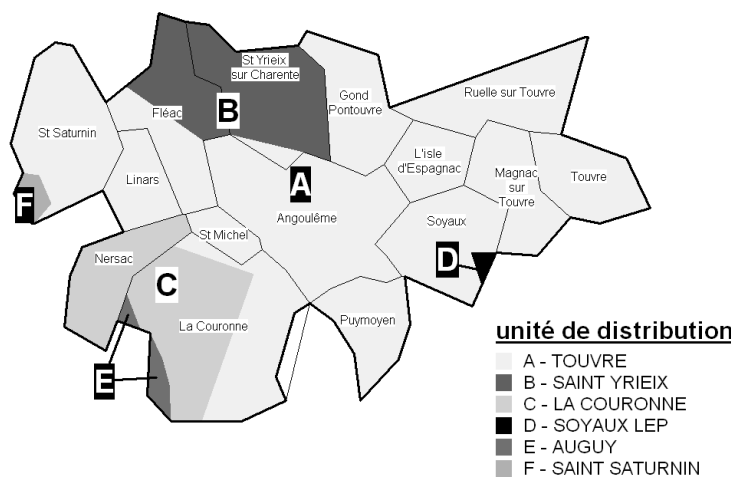 St Yrieix
sur Charente
Gond
Pontouvre
Ruelle sur Touvre
Fléac
B
St Saturnin
L'isle
d'Espagnac
Magnac
sur
Touvre
Touvre
Linars
A
F
Angoulême
Soyaux
St Michel
Nersac
D
C
La Couronne
Puymoyen
E
unité de distribution
A - TOUVRE
B - SAINT YRIEIX
C - LA COURONNE
D - SOYAUX LEP
E - AUGUY
F - SAINT SATURNIN